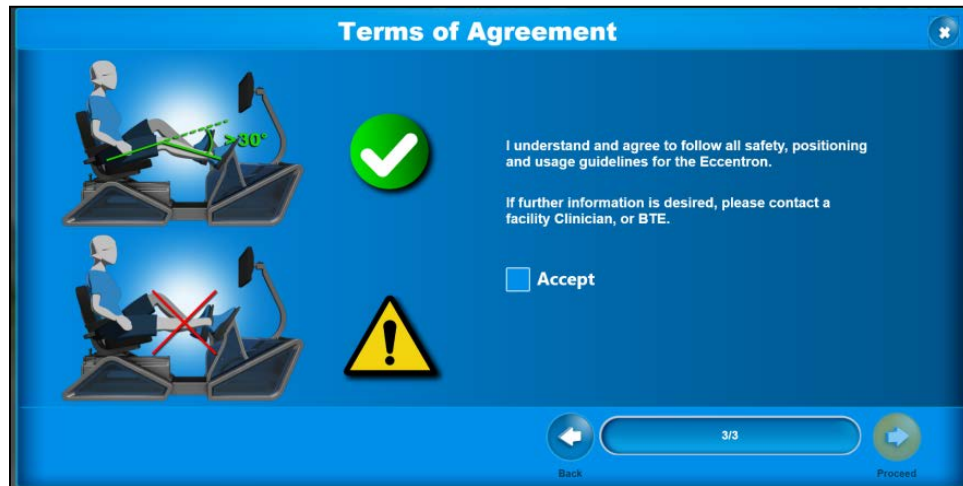 Terms of Agreement
>30°
I understand and agree to follow all safety, positioning
and usage guidelines for the Eccentron.
If further information is desired, please contact a
facility Clinician, or BTE.
Accept
3/3
Back
Proceed